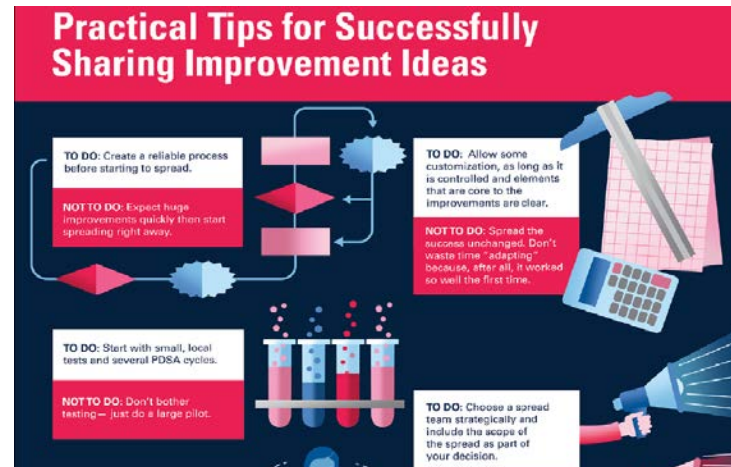 Practical Tips for Successfully
Sharing Improvement Ideas
TO DO: Create a reliable process
before starting to spread.
NOT TO DO: Expect huge
improvements quickly then start
spreading right away.
TO DO: Allow some
customization, as long as it
is controlled and elements
that are core to the
improvements are clear.
NOT TO DO: Spread the
success unchanged. Don't
waste time "adapting"
because, after all, it worked
so well the first time.
TO DO: Start with small, local
tests and several PDSA cycles.
NOT TO DO: Don't bother
testing— just do a large pilot.
TO DO: Choose a spread
team strategically and
include the scope of
the spread as part of
your decision.